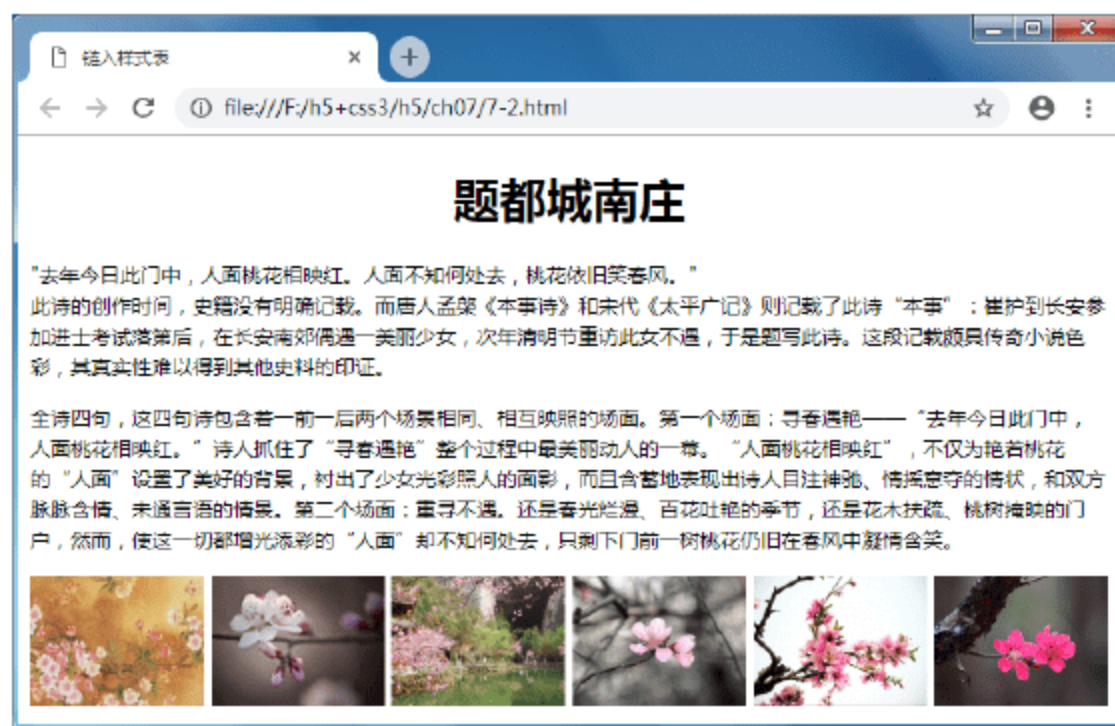 链入样式表
file:///F:/h5+css3/h5/ch07/7-2.html
题都城南庄
"去年今日此门中，人面桃花相映红。人面不知何处去，桃花依旧笑春风。"
此诗的创作时间，史籍没有明确记载。而唐人孟棨《本事诗》和宋代《太平广记》则记载了此诗“本事”：崔护到长安参
加进士考试落第后，在长安南郊偶遇一美丽少女，次年清明节重访此女不遇，于是题写此诗。这段记载颇具传奇小说色
彩，其真实性难以得到其他史料的印证。
全诗四句，这四句诗包含着一前一后两个场景相同、相互映照的场面。第一个场面：寻春遇艳——“去年今日此门中，
人面桃花相映红。”诗人抓住了“寻春遇艳”整个过程中最美丽动人的一幕。“人面桃花相映红”，不仅为艳若桃花
的“人面”设置了美好的背景，衬出了少女光彩照人的面影，而且含蓄地表现出诗人目注神驰、情摇意夺的情状，和双方
脉脉含情、未通言语的情景。第二个场面：重寻不遇。还是春光烂漫、百花吐艳的季节，还是花木扶疏、桃树掩映的门
户，然而，使这一切都增光添彩的“人面”却不知何处去，只剩下门前一树桃花仍旧在春风中凝情含笑。